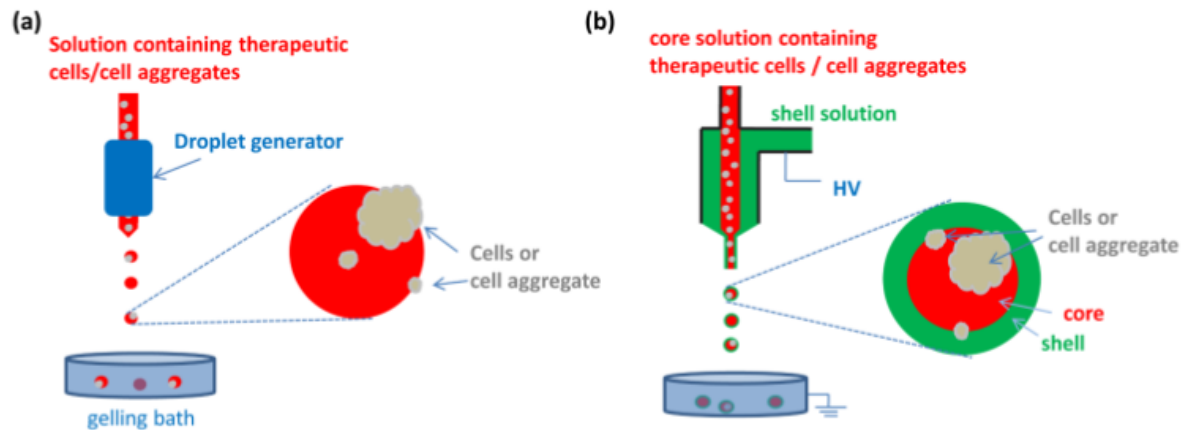 (a)
Solution containing therapeutic
cells/cell aggregates
Droplet generator
Cells or
cell aggregate
gelling bath
(b)
core solution containing
therapeutic cells / cell aggregates
shell solution
HV
Cells or
cell aggregate
core
shell